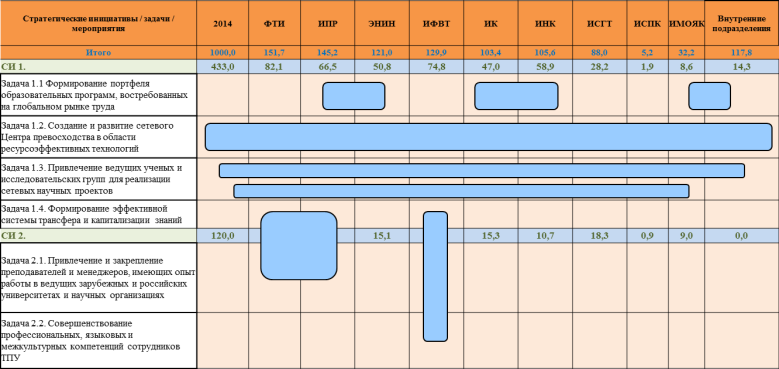 Стратегические инициативы / задачи / мероприятия 2014 ФТИ ИПР ЭНИН ИФВТ ИК ИНК ИСГТ ИСПК ИМОЯК Внутренние подразделения
Итого 1000,0 151,7 145,2 121,0 129,9 103,4 105,6 88,0 5,2 32,2 117,8
СИ 1. 433,0 82,1 66,5 50,8 74,8 47,0 58,9 28,2 1,9 8,6 14,3
Задача 1.1 Формирование портфеля
образовательных программ, востребованных
на глобальном рынке труда
Задача 1.2. Создание и развитие сетевого
Центра превосходства в области
ресурсоэффективных технологий
Задача 1.3. Привлечение ведущих ученых и
исследовательских групп для реализации
сетевых научных проектов
Задача 1.4. Формирование эффективной
системы трансфера и капитализации знаний
СИ 2. 120,0 15,1 15,3 10,7 18,3 0,9 9,0 0,0
Задача 2.1. Привлечение и закрепление
преподавателей и менеджеров, имеющих опыт
работы в ведущих зарубежных и российских
университетах и научных организациях
Задача 2.2. Совершенствование
профессиональных, языковых и
межкультурных компетенций сотрудников
ТПУ